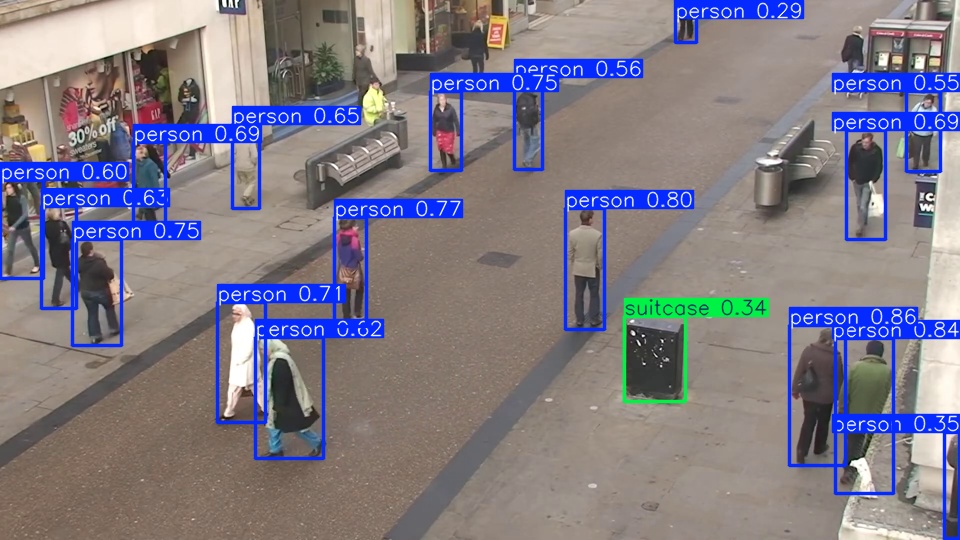 person 0.29
GAP
person 0.56
person 0.75
person 0.55
person 0.65
person 0.69
person 0.69
30% off
sweaters
person 0.60
person 0.63
person 0.80
person 0.77
person 0.75
person 0.71
suitcase 0.34
person 0.86
person 0.62
person 0.84
person 0.35